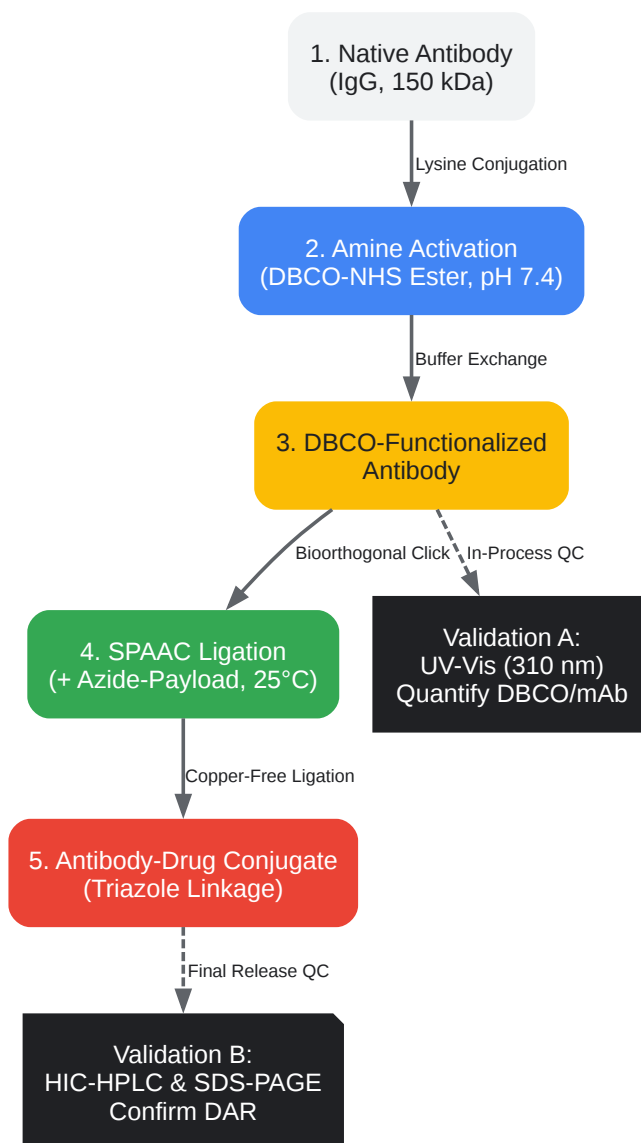 1. Native Antibody
(IgG, 150 kDa)
Lysine Conjugation
2. Amine Activation
(DBCO-NHS Ester, pH 7.4)
Buffer Exchange
3. DBCO-Functionalized
Antibody
Bioorthogonal Click
In-Process QC
4. SPAAC Ligation
(+ Azide-Payload, 25°C)
Validation A:
UV-Vis (310 nm)
Quantify DBCO/mAb
Copper-Free Ligation
5. Antibody-Drug Conjugate
(Triazole Linkage)
Final Release QC
Validation B:
HIC-HPLC & SDS-PAGE
Confirm DAR